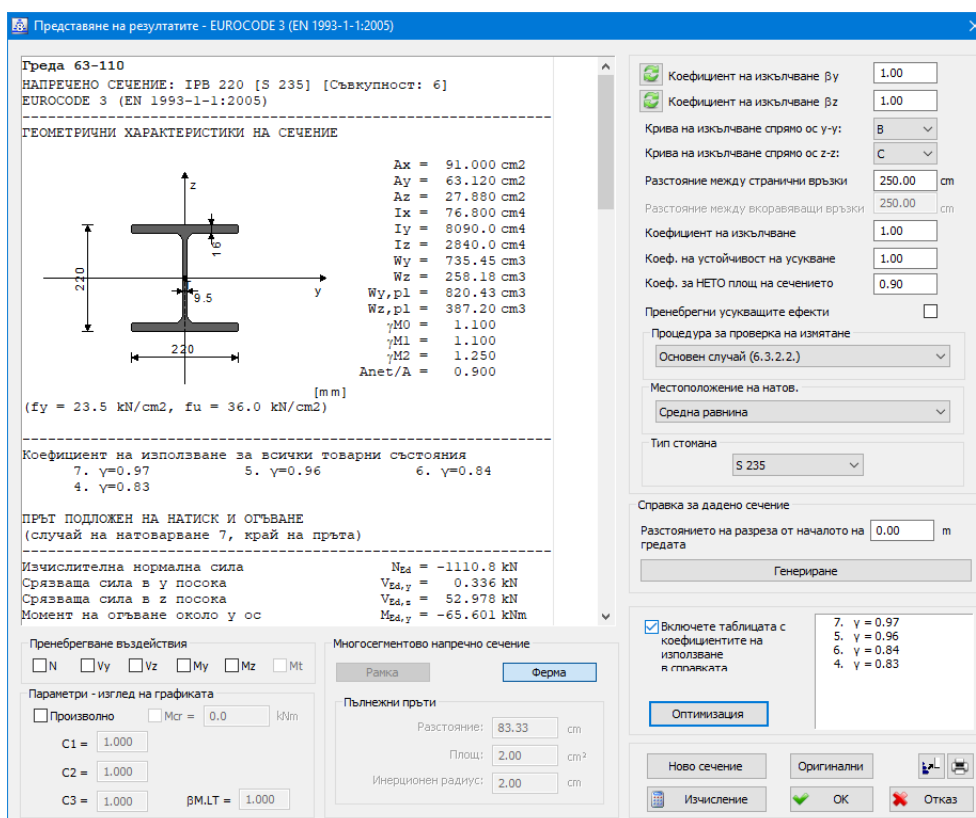 Представяне на резултатите - EUROCODE 3 (EN 1993-1-1:2005)
Греда 63-110
НАПРЕЧЕНО СЕЧЕНИЕ: IPB 220 [S 235] [Съвкупност: 6]
EUROCODE 3 (EN 1993-1-1:2005)
ГЕОМЕТРИЧНИ ХАРАКТЕРИСТИКИ НА СЕЧЕНИЕ
Ax = 91.000 cm2
Ay = 63.120 cm2
Az = 27.880 cm2
Ix = 76.800 cm4
Iy = 8090.0 cm4
Iz = 2840.0 cm4
Wy = 735.45 cm3
Wz = 258.18 cm3
Wy,pl = 820.43 cm3
Wz,pl = 387.20 cm3
γM0 = 1.100
γM1 = 1.100
γM2 = 1.250
Anet/A = 0.900
z
16
220
9.5
y
220
[mm]
(fy = 23.5 kN/cm2, fu = 36.0 kN/cm2)
Коефициент на използване за всички товарни състояния
7. γ=0.97 5. γ=0.96 6. γ=0.84
4. γ=0.83
ПРЪТ ПОДЛОЖЕН НА НАТИСК И ОГЪВАНЕ
(случай на натоварване 7, край на пръта)
Изчислителна нормална сила NEd = -1110.8 kN
Срязваща сила в y посока VEd,y = 0.336 kN
Срязваща сила в z посока VEd,z = 52.978 kN
Момент на огъване около y ос MEd,y = -65.601 kNm
Пренебрегване въздействия
N Vy Vz My Mz Mt
Параметри - изглед на графиката
Произволно Mcr = 0.0 kNm
C1 = 1.000
C2 = 1.000
C3 = 1.000 βM.LT = 1.000
Многосегментово напречно сечение
Рамка Ферма
Пълнежни пръти
Разстояние: 83.33 cm
Площ: 2.00 cm²
Инерционен радиус: 2.00 cm
Коефициент на изкълчване βy 1.00
Коефициент на изкълчване βz 1.00
Крива на изкълчване спрямо ос y-y: B
Крива на изкълчване спрямо ос z-z: C
Разстояние между странични връзки 250.00 cm
Разстояние между вкоравяващи връзки 250.00 cm
Коефициент на изкълчване 1.00
Коеф. на устойчивост на усукване 1.00
Коеф. за НЕТО площ на сечението 0.90
Пренебрегни усукващите ефекти
Процедура за проверка на измятане
Основен случай (6.3.2.2.)
Местоположение на натов.
Средна равнина
Тип стомана
S 235
Справка за дадено сечение
Разстоянието на разреза от началото на 0.00 m
гредата
Генериране
Включете таблицата с
коефициентите на
използване
в справката
7. γ = 0.97
5. γ = 0.96
6. γ = 0.84
4. γ = 0.83
Оптимизация
Ново сечение Оригинални
Изчисление OK Отказ